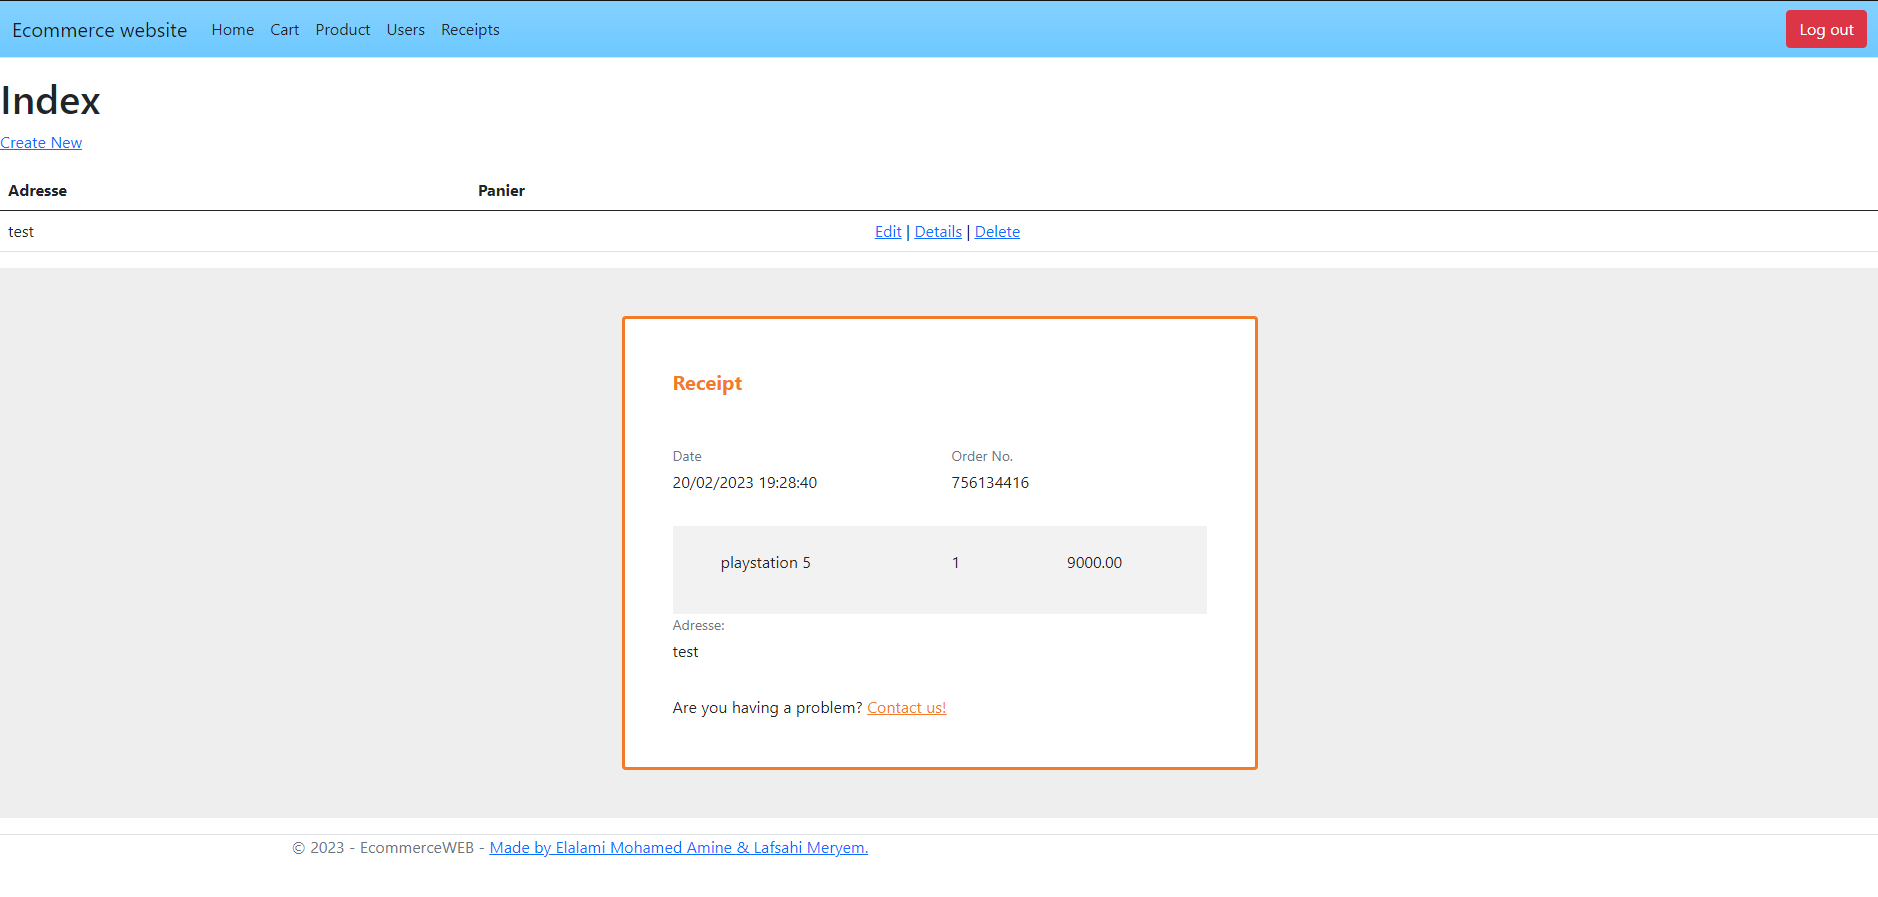 Ecommerce website Home Cart Product Users Receipts Log out
Index
Create New
Adresse Panier
test Edit | Details | Delete
Receipt
Date Order No.
20/02/2023 19:28:40 756134416
playstation 5 1 9000.00
Adresse:
test
Are you having a problem? Contact us!
© 2023 - EcommerceWEB - Made by Elalami Mohamed Amine & Lafsahi Meryem.